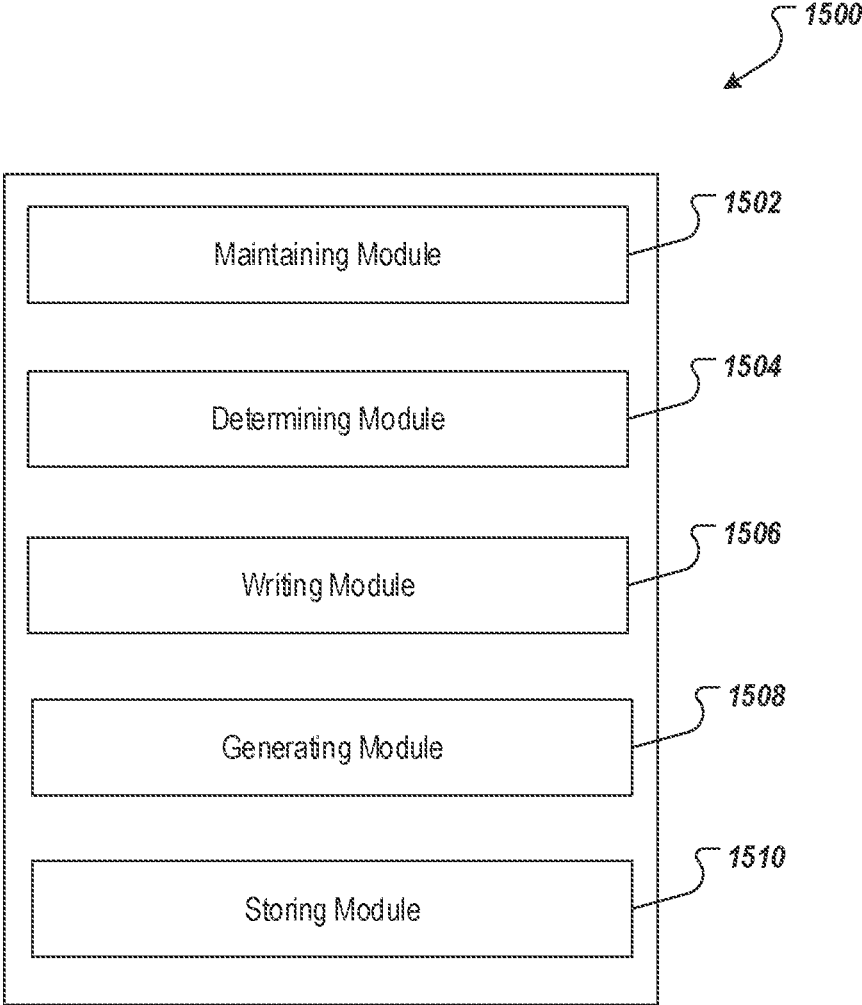 1500
Maintaining Module
1502
Determining Module
1504
Writing Module
1506
Generating Module
1508
Storing Module
1510